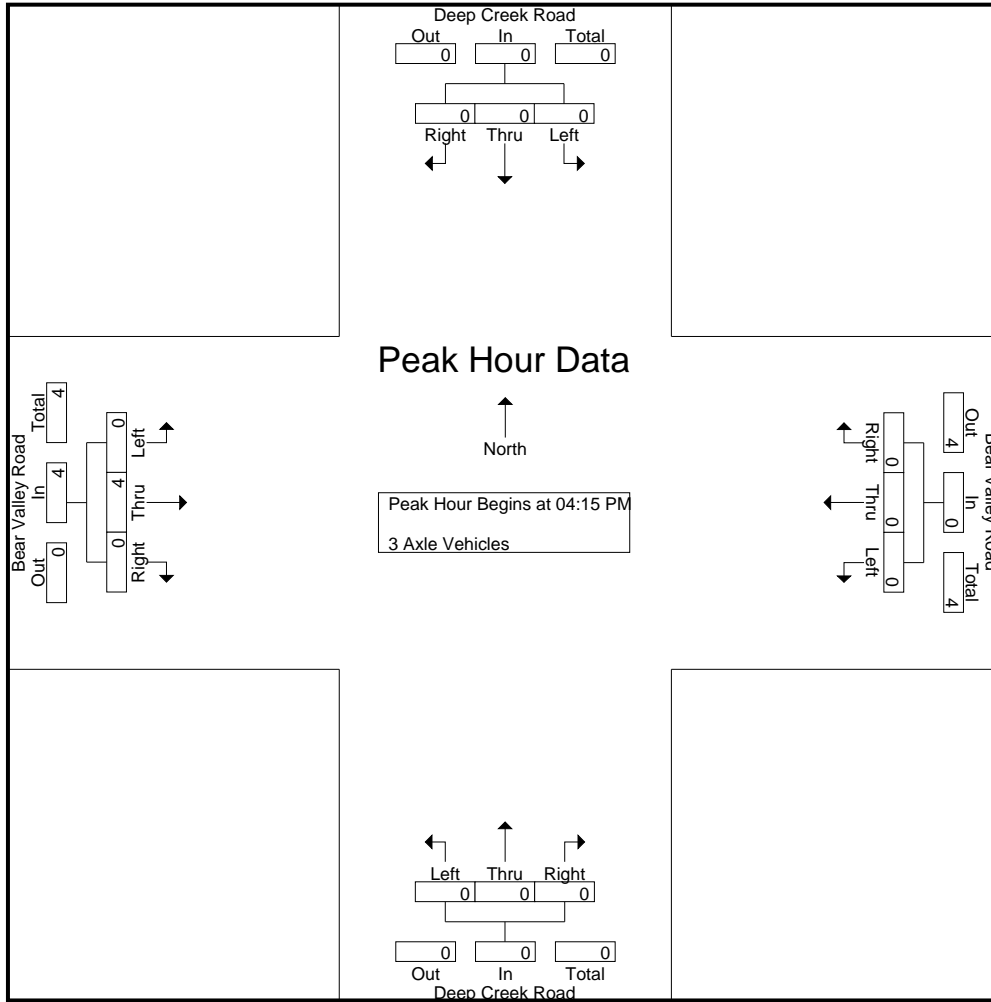 Deep Creek Road
Out In Total
0 0 0
0 0 0
Right Thru Left
Peak Hour Data
North
Peak Hour Begins at 04:15 PM
3 Axle Vehicles
Bear Valley Road
Out In Total
0 4 4
Left Thru Right
0 4 0
Bear Valley Road
Out In Total
4 0 4
Right Thru Left
0 0 0
Left Thru Right
0 0 0
0 0 0
Out In Total
Deep Creek Road